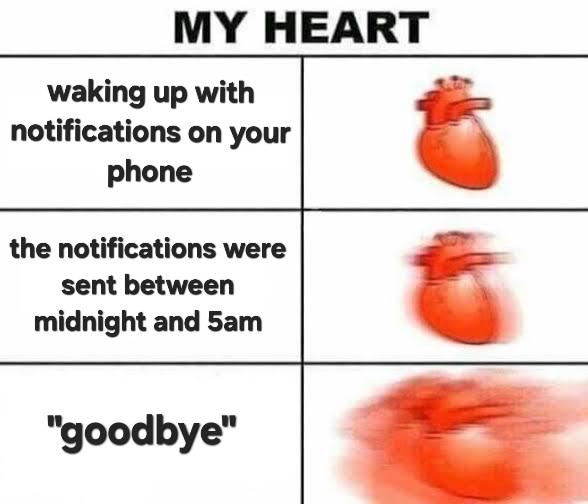 MY HEART
waking up with
notifications on your
phone
the notifications were
sent between
midnight and 5am
"goodbye"